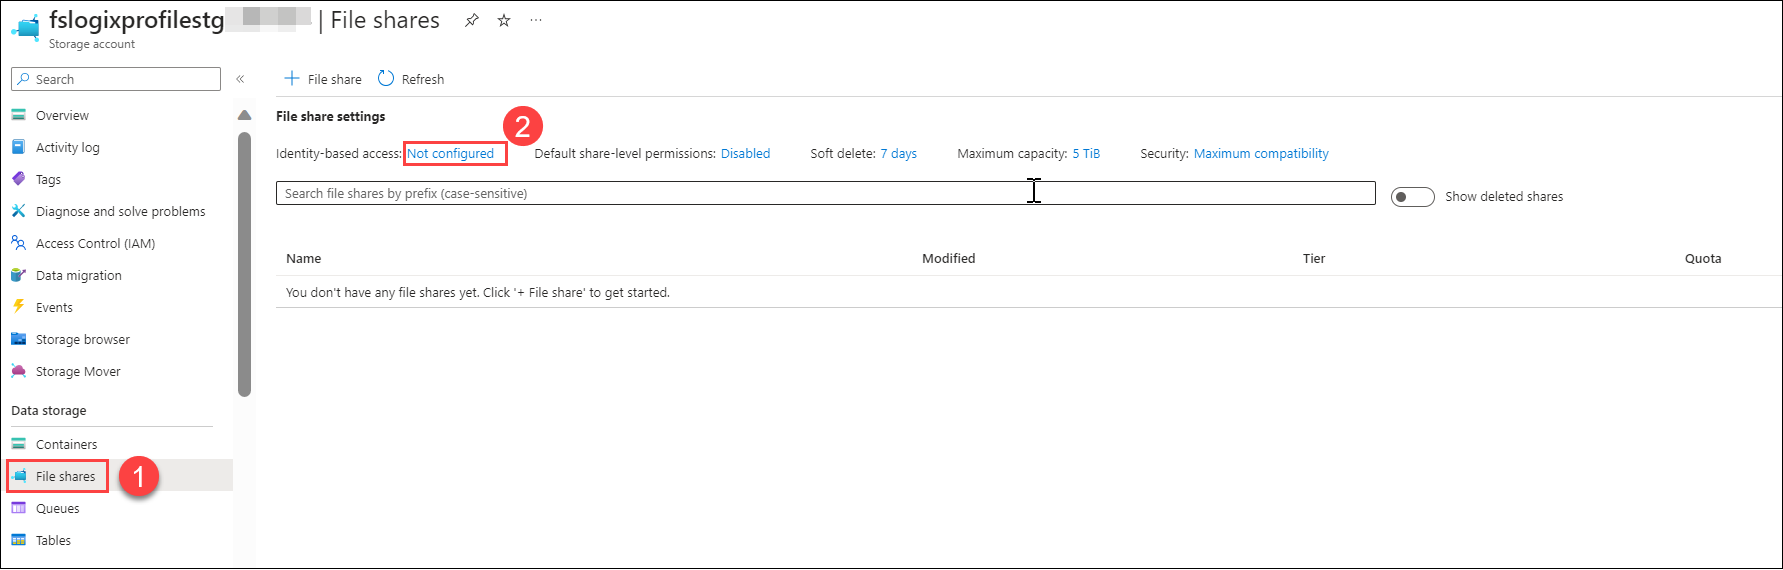 fslogixprofilestg | File shares
Storage account
Search
«
File share
Refresh
Overview
Activity log
Tags
Diagnose and solve problems
Access Control (IAM)
Data migration
Events
Storage browser
Storage Mover
Data storage
Containers
File shares
1
Queues
Tables
File share settings
2
Identity-based access: Not configured
Default share-level permissions: Disabled
Soft delete: 7 days
Maximum capacity: 5 TiB
Security: Maximum compatibility
Search file shares by prefix (case-sensitive)
Show deleted shares
Name Modified Tier Quota
You don't have any file shares yet. Click '+ File share' to get started.